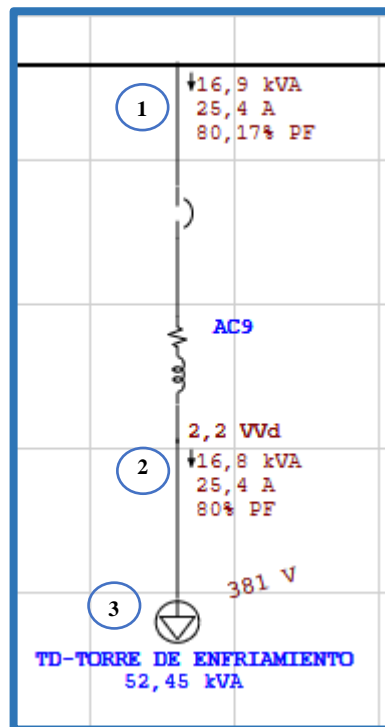 1
16,9 kVA
25,4 A
80,17% PF
AC9
2,2 VVd
2
16,8 kVA
25,4 A
80% PF
381 V
3
TD-TORRE DE ENFRIAMIENTO
52,45 kVA